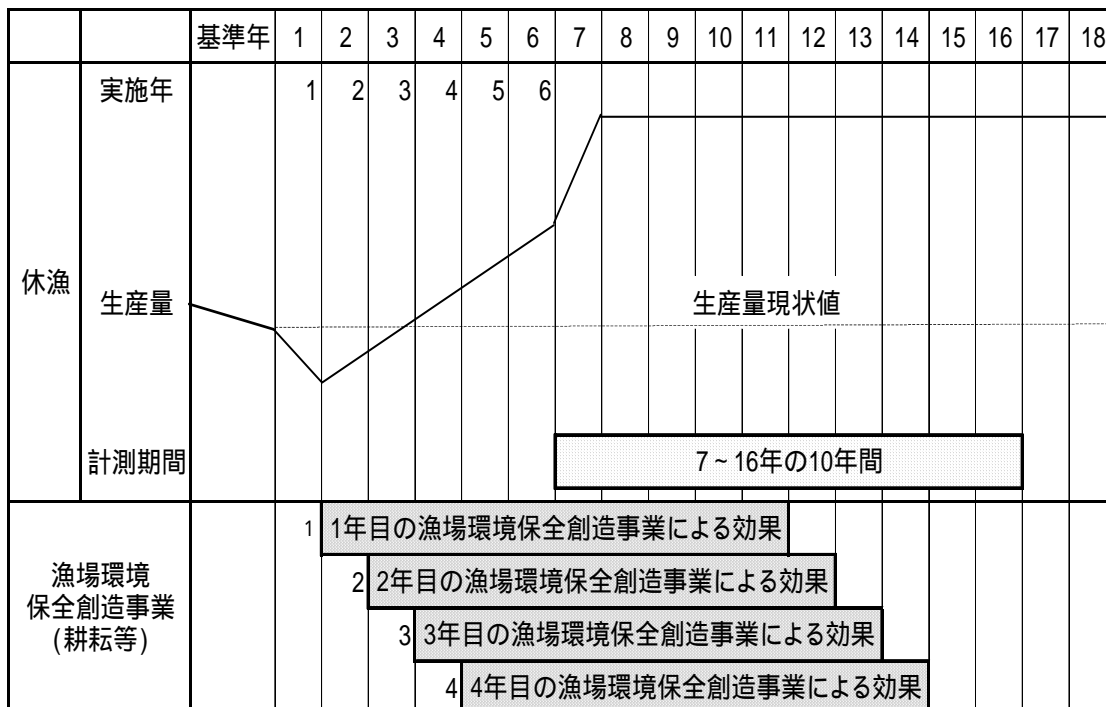 基準年 1 2 3 4 5 6 7 8 9 10 11 12 13 14 15 16 17 18
実施年 1 2 3 4 5 6
休漁
生産量
生産量現状値
計測期間
7~16年の10年間
1 1年目の漁場環境保全創造事業による効果
2 2年目の漁場環境保全創造事業による効果
漁場環境
保全創造事業
(耕耘等)
3 3年目の漁場環境保全創造事業による効果
4 4年目の漁場環境保全創造事業による効果